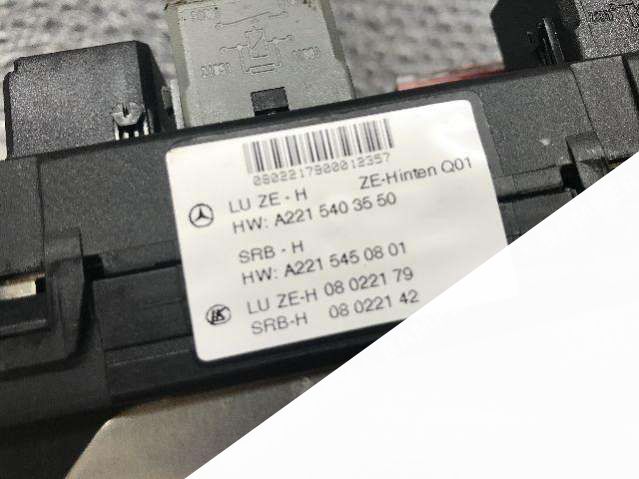 0802217900012357
LU ZE - H ZE-Hinten Q01
HW: A221 540 35 50
SRB - H
HW: A221 545 08 01
LU ZE-H 08 0221 79
SRB-H 08 0221 42